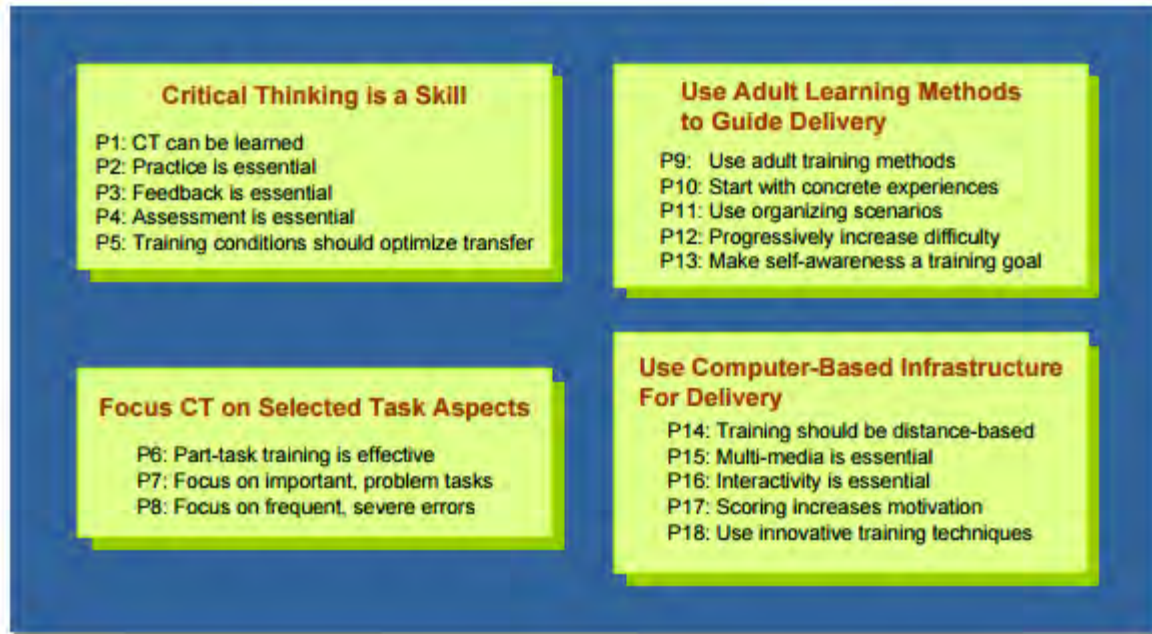 Critical Thinking is a Skill
P1: CT can be learned
P2: Practice is essential
P3: Feedback is essential
P4: Assessment is essential
P5: Training conditions should optimize transfer
Focus CT on Selected Task Aspects
P6: Part-task training is effective
P7: Focus on important, problem tasks
P8: Focus on frequent, severe errors
Use Adult Learning Methods
to Guide Delivery
P9: Use adult training methods
P10: Start with concrete experiences
P11: Use organizing scenarios
P12: Progressively increase difficulty
P13: Make self-awareness a training goal
Use Computer-Based Infrastructure
For Delivery
P14: Training should be distance-based
P15: Multi-media is essential
P16: Interactivity is essential
P17: Scoring increases motivation
P18: Use innovative training techniques